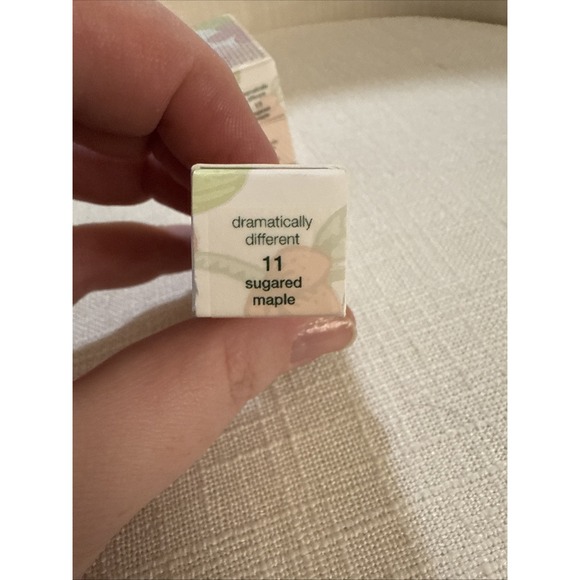 dramatically
different
11
sugared
maple